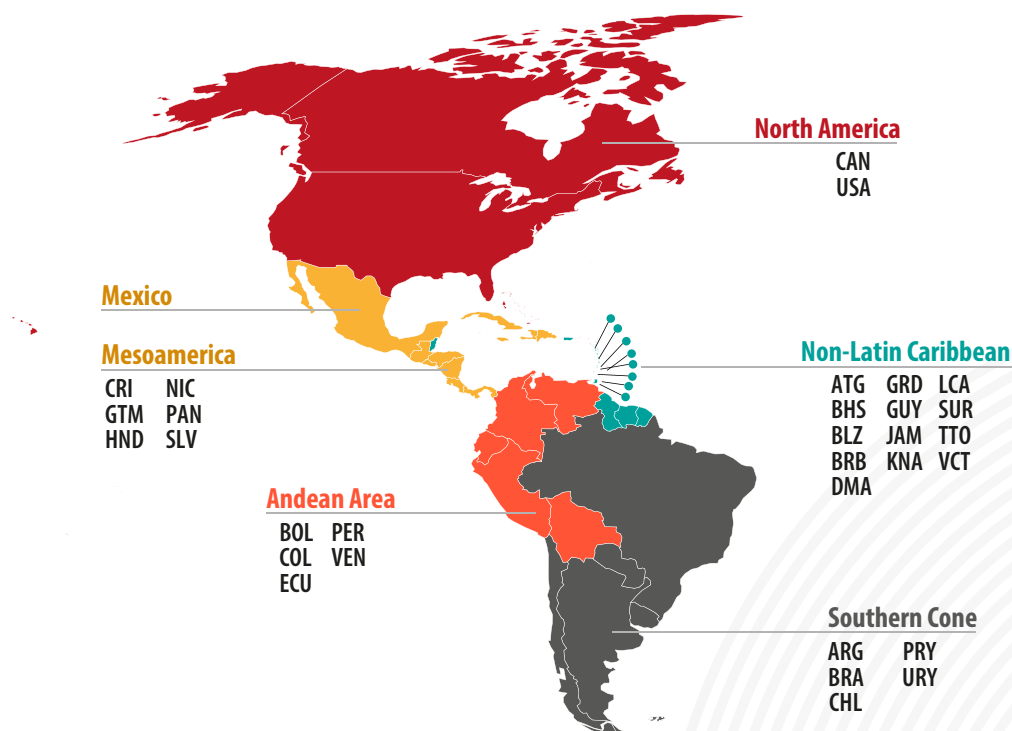 North America
CAN
USA
Mexico
Mesoamerica
CRI NIC
GTM PAN
HND SLV
Non-Latin Caribbean
ATG GRD LCA
BHS GUY SUR
BLZ JAM TTO
BRB KNA VCT
DMA
Andean Area
BOL PER
COL VEN
ECU
Southern Cone
ARG PRY
BRA URY
CHL